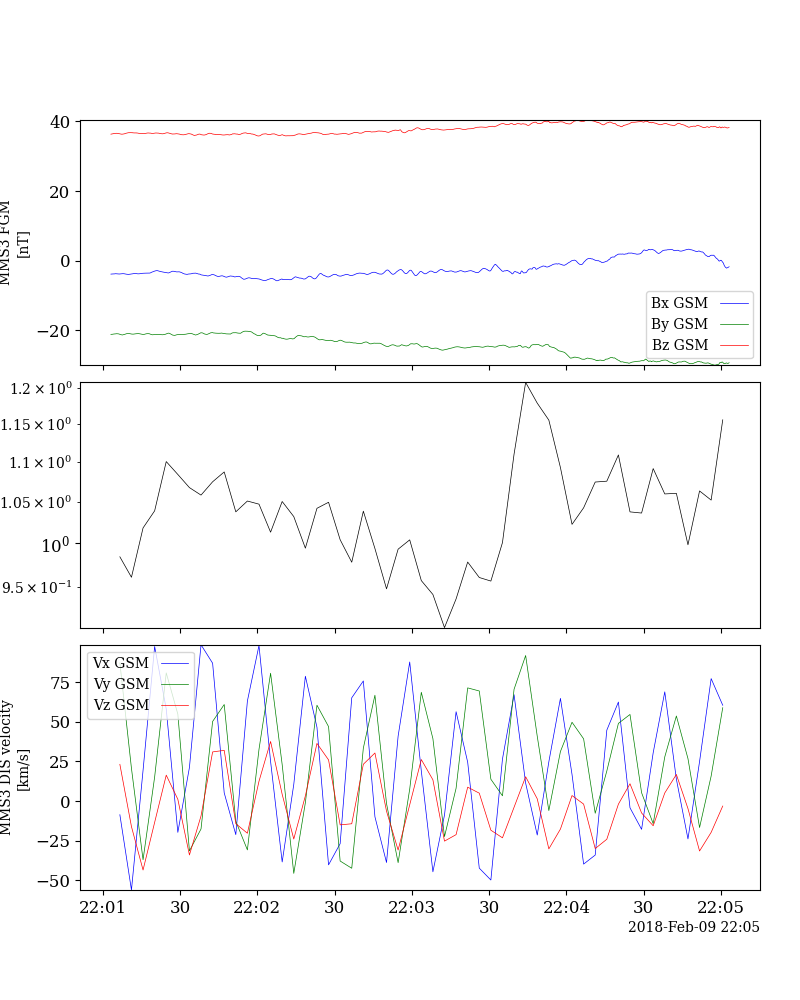 40
20
0
−20
MMS3 FGM
[nT]
Bx GSM
By GSM
Bz GSM
1.2 × 10⁰
1.15 × 10⁰
1.1 × 10⁰
1.05 × 10⁰
10⁰
9.5 × 10⁻¹
75
50
25
0
−25
−50
MMS3 DIS velocity
[km/s]
Vx GSM
Vy GSM
Vz GSM
22:01 30 22:02 30 22:03 30 22:04 30 22:05
2018-Feb-09 22:05